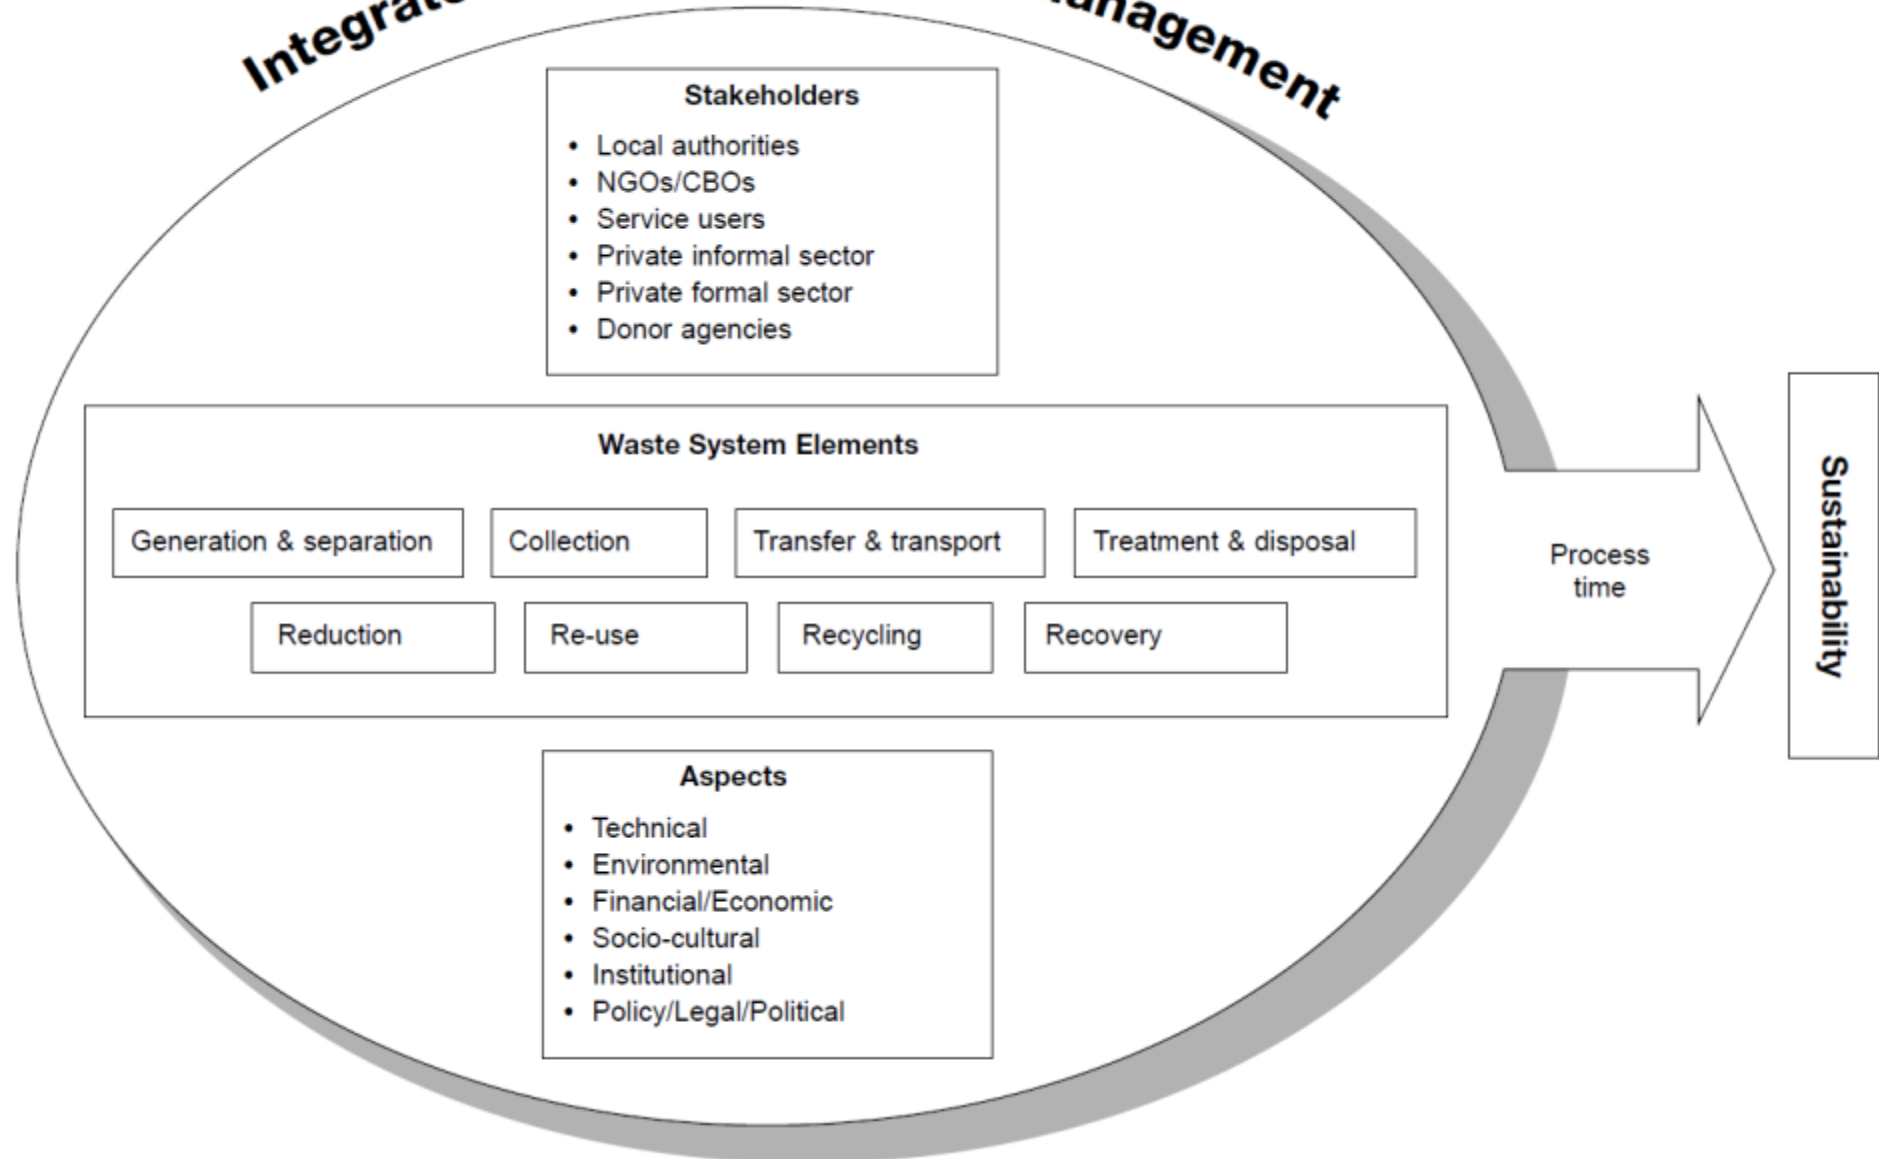 Management
Stakeholders
• Local authorities
• NGOs/CBOs
• Service users
• Private informal sector
• Private formal sector
• Donor agencies
Waste System Elements
Generation & separation
Collection
Transfer & transport
Treatment & disposal
Reduction
Re-use
Recycling
Recovery
Process
time
Sustainability
Aspects
• Technical
• Environmental
• Financial/Economic
• Socio-cultural
• Institutional
• Policy/Legal/Political